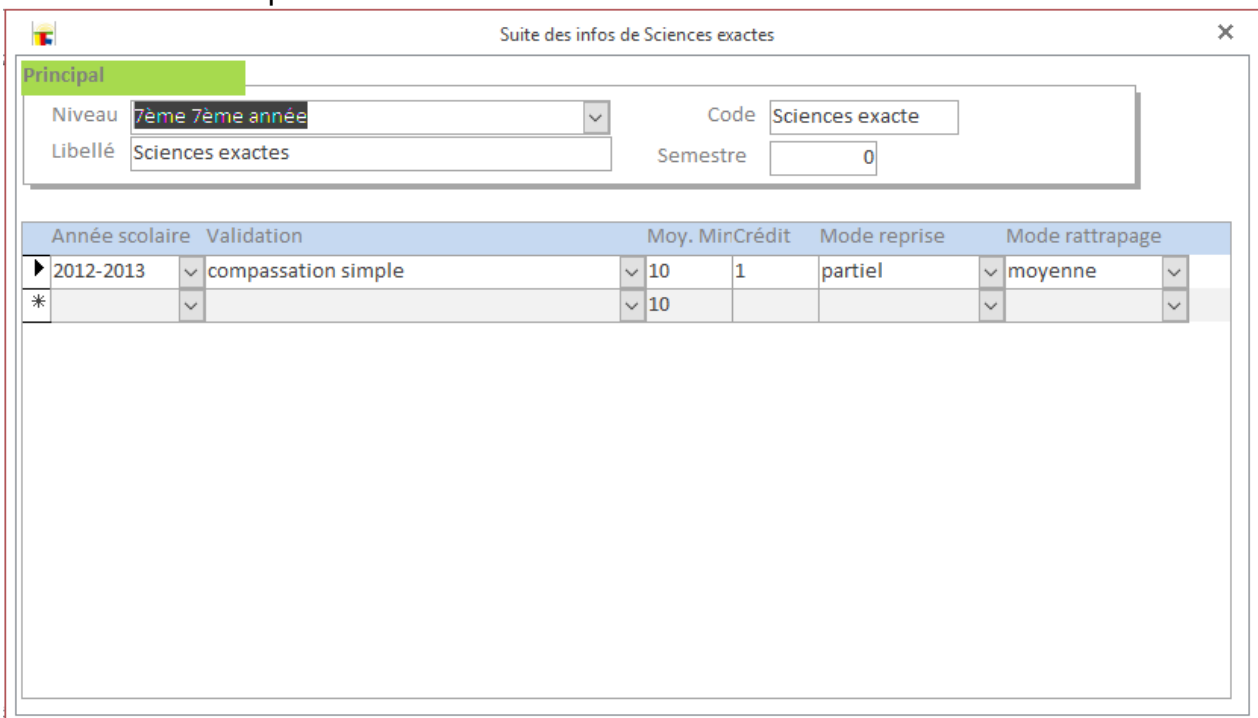 Suite des infos de Sciences exactes
Principal
Niveau 7ème 7ème année Code Sciences exacte
Libellé Sciences exactes Semestre 0
Année scolaire Validation Moy. Min Crédit Mode reprise Mode rattrapage
2012-2013 compassation simple 10 1 partiel moyenne
* 10